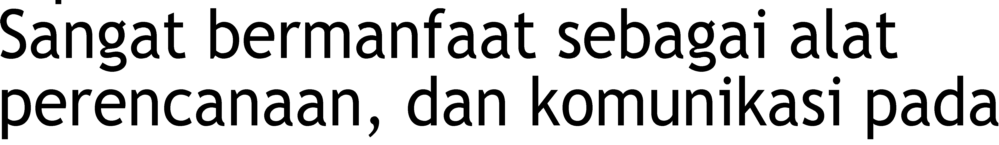 Sangat bermanfaat sebagai alat
perencanaan, dan komunikasi pada